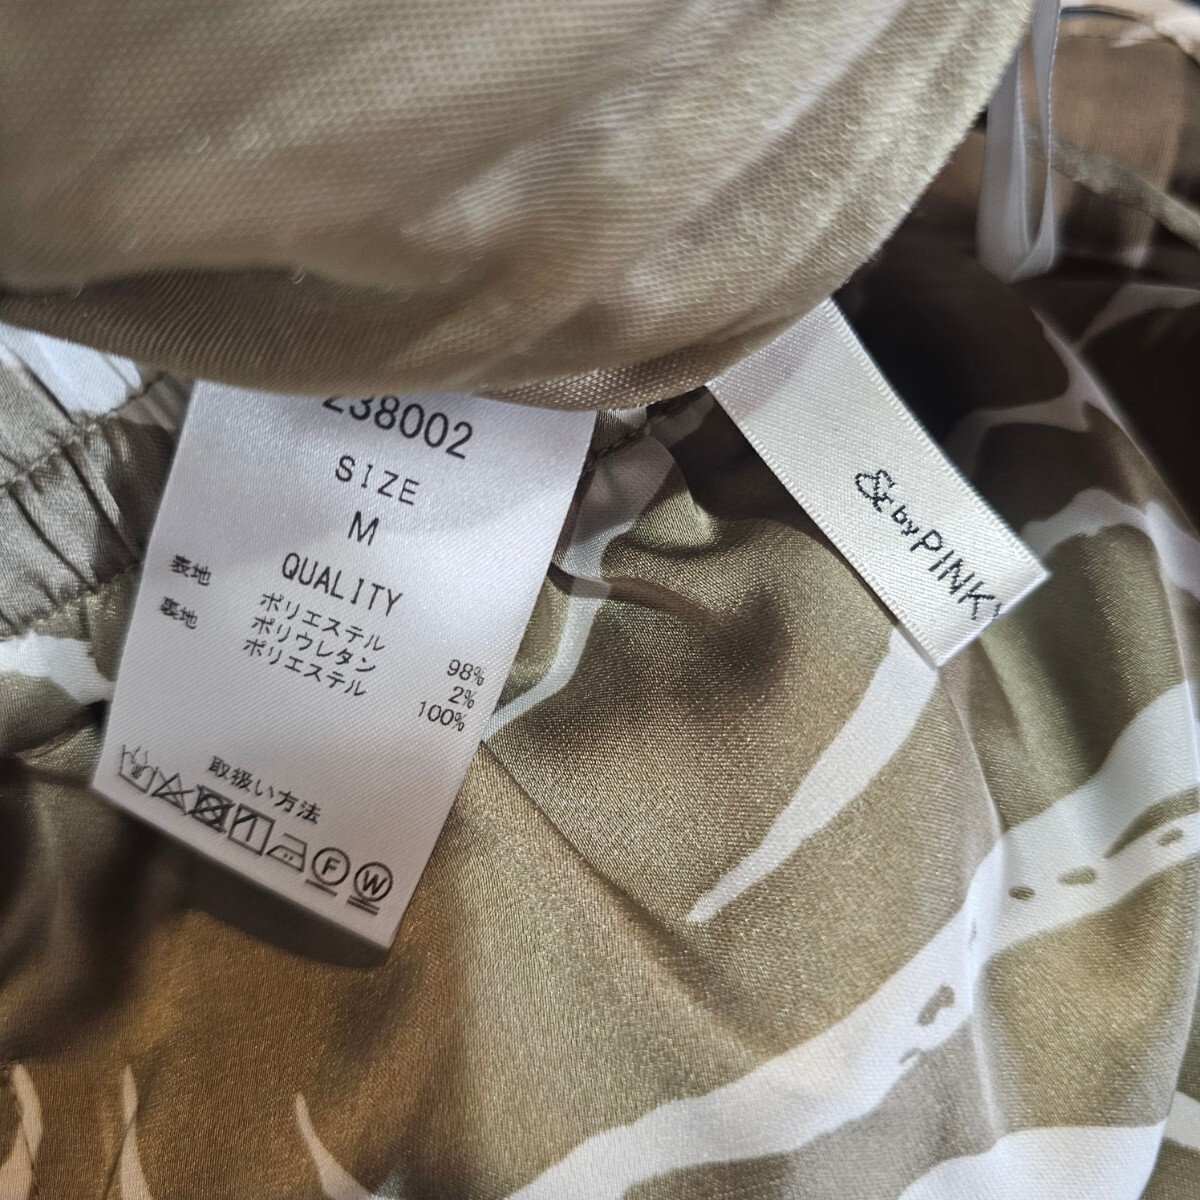 238002
SIZE
M
QUALITY
表地 ポリエステル 98%
ポリウレタン 2%
裏地 ポリエステル 100%
取扱い方法
F W
& by PINKY